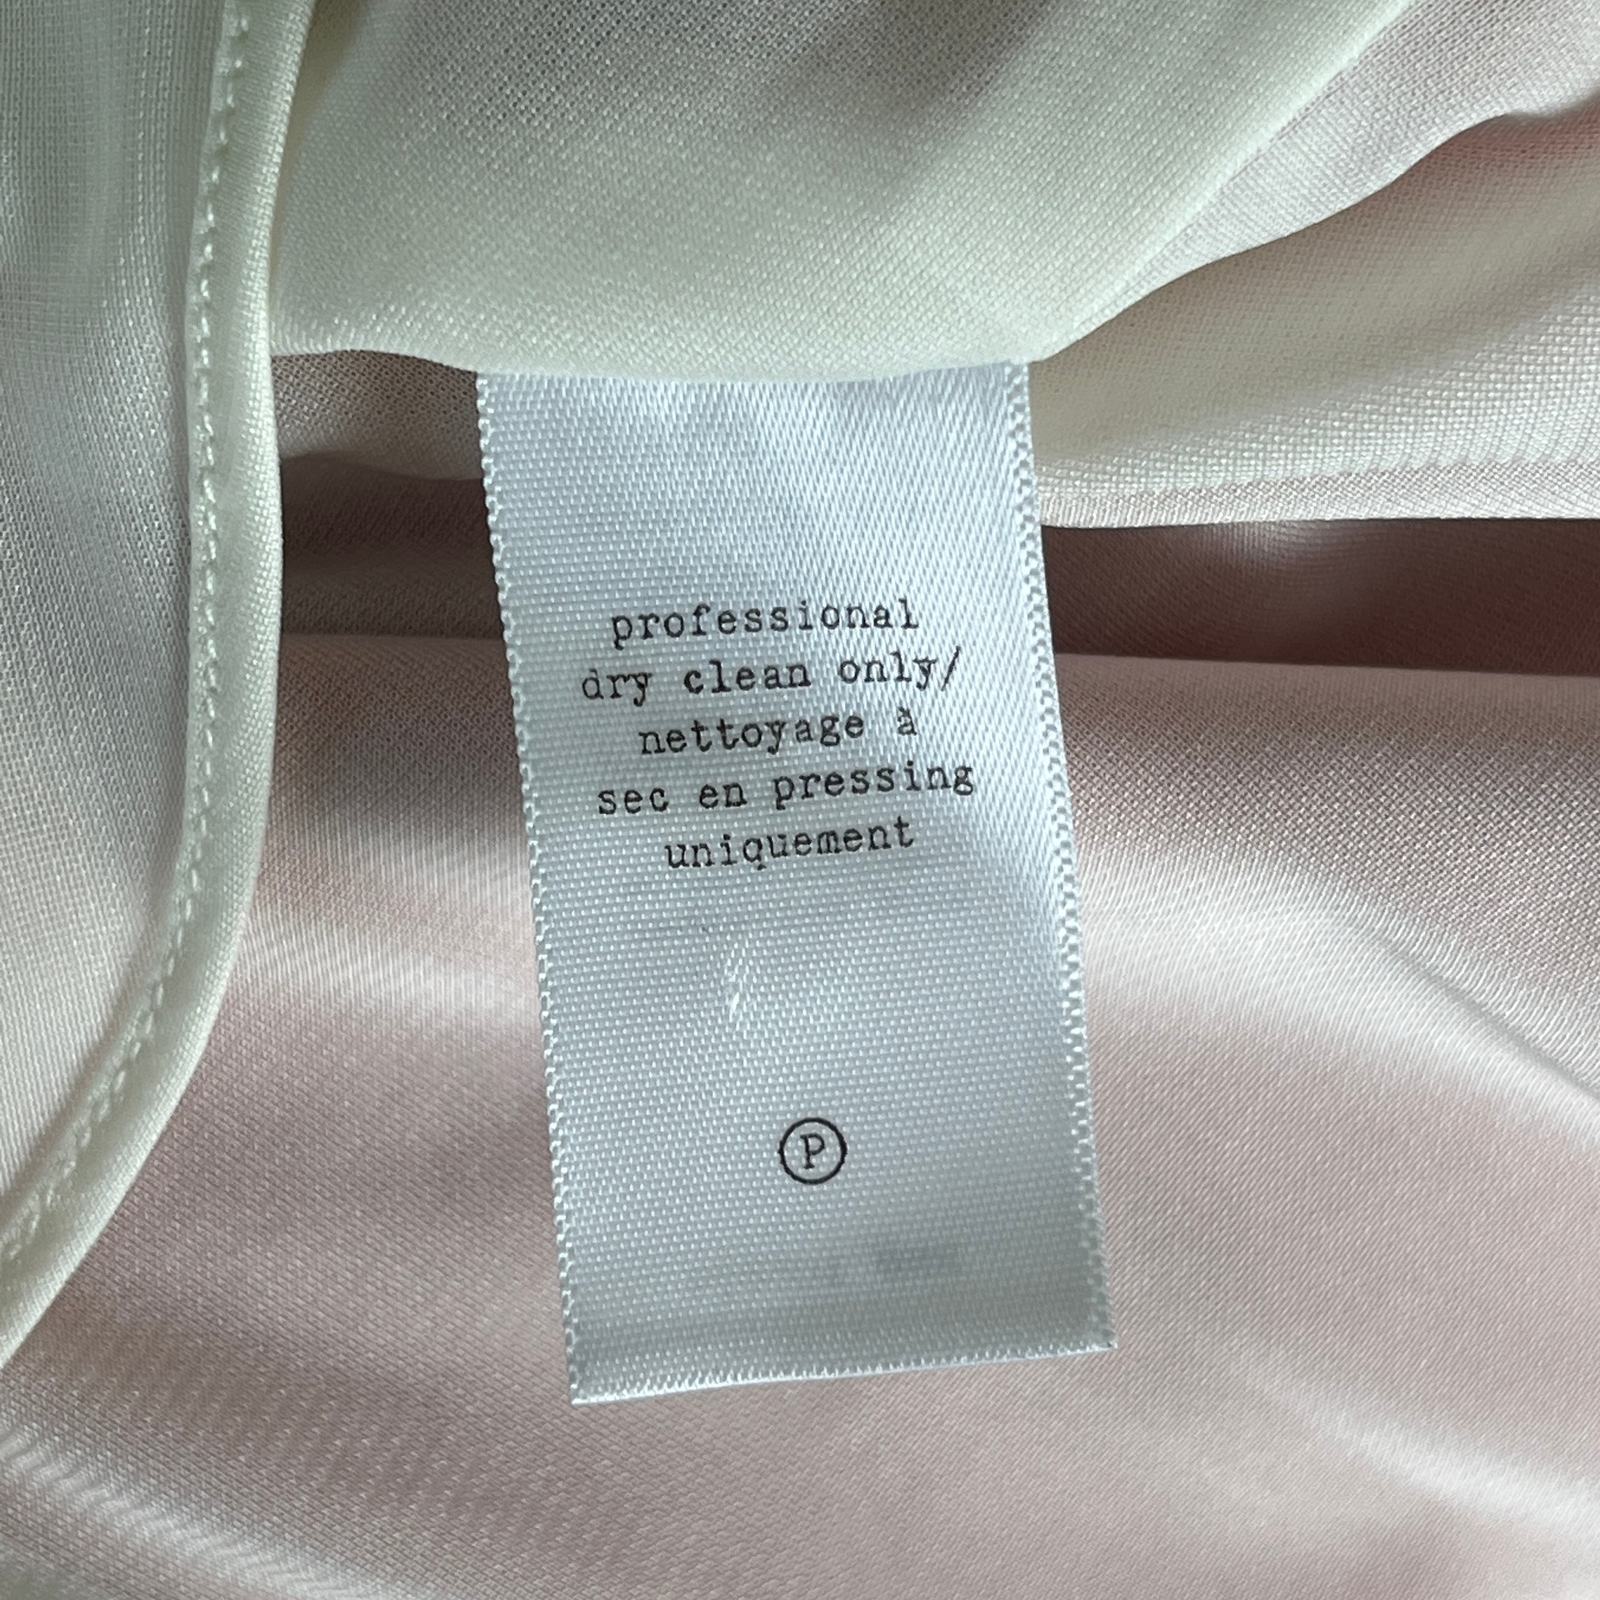 professional
dry clean only/
nettoyage à
sec en pressing
uniquement
P